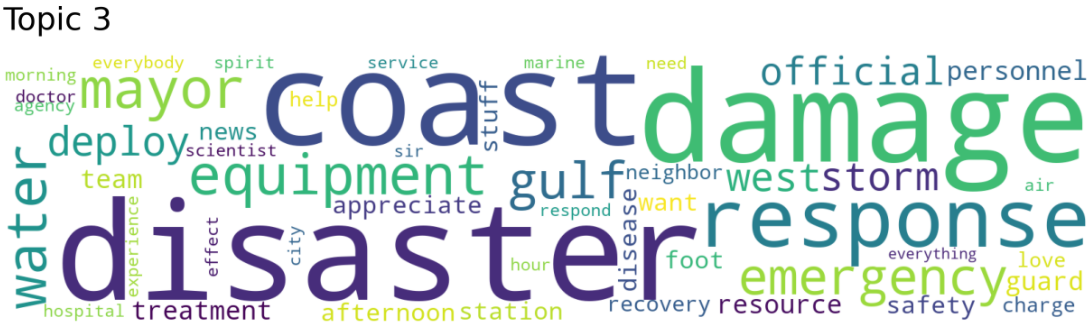 Topic 3
everybody spirit service marine need
morning mayor coast damage official personnel
doctor
agency help stuff
deploy news scientist sir
water team equipment gulf neighbor west storm air
appreciate respond disease want response
disaster
experience effect city hour foot everything
emergency love guard
hospital treatment afternoon station recovery resource safety charge